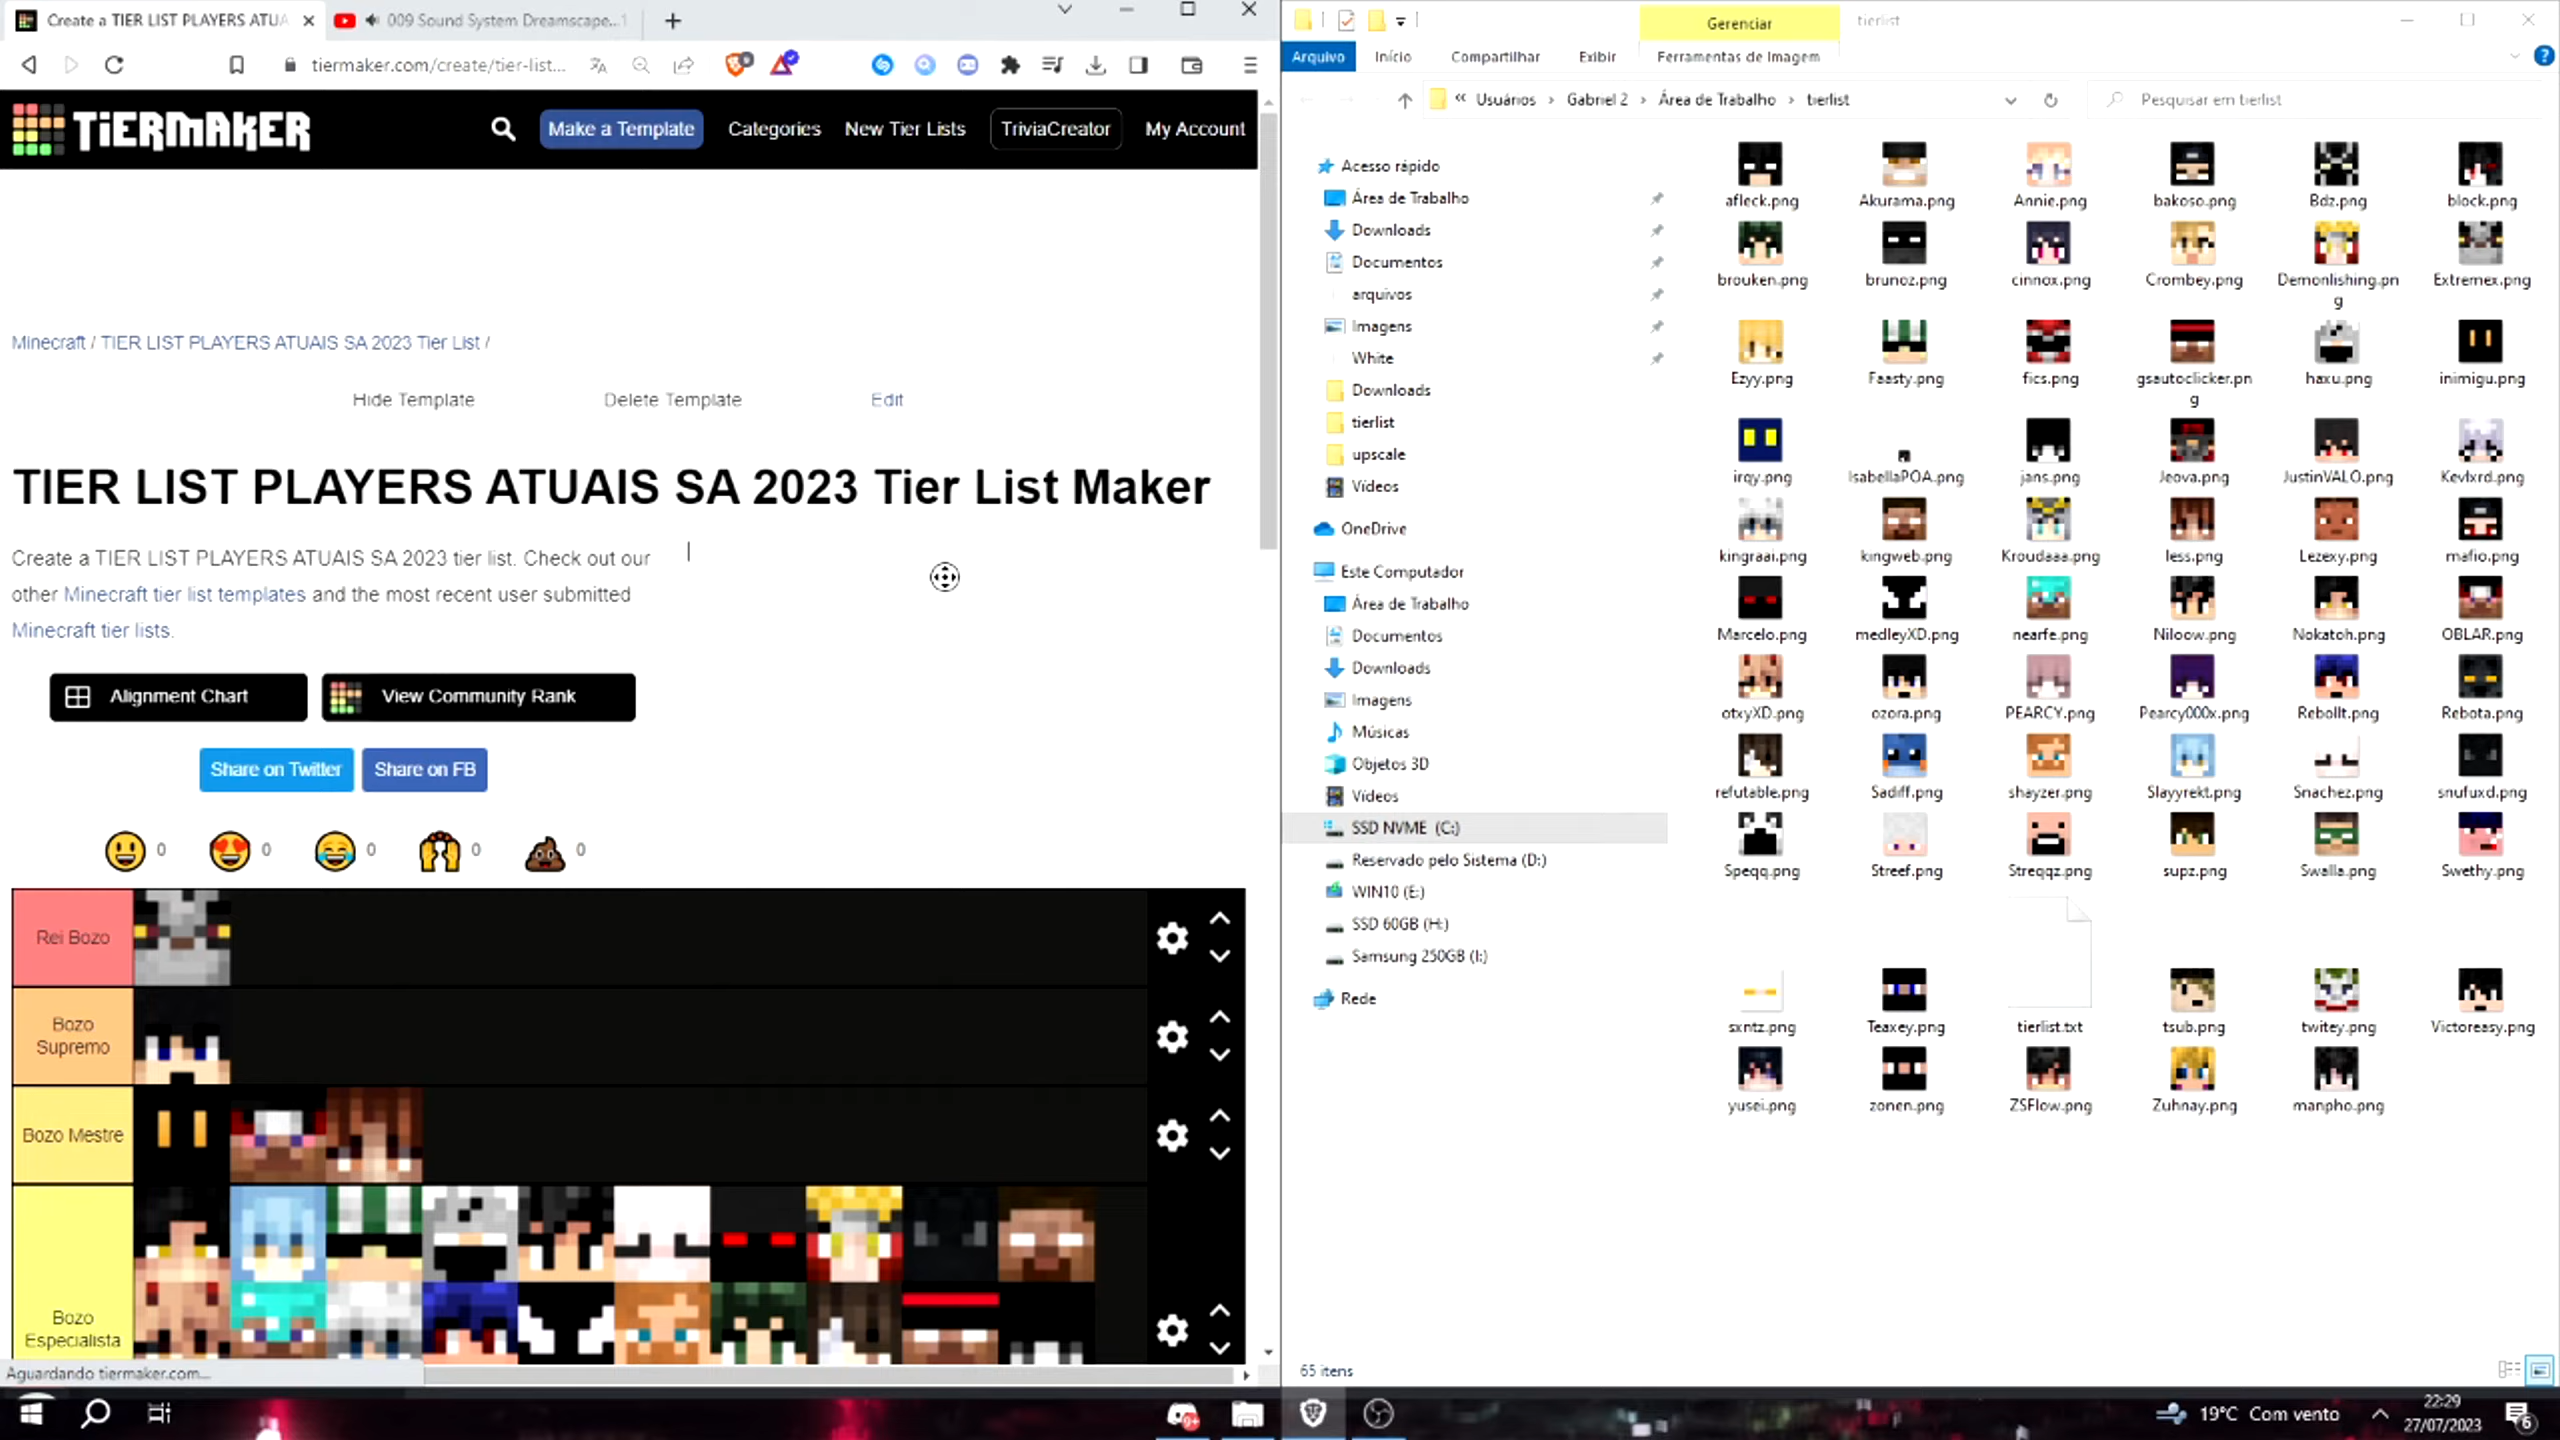 Create a TIER LIST PLAYERS ATUA
009 Sound System Dreamscape...1
tiermaker.com/create/tier-list...
TiERMAKER
Make a Template
Categories
New Tier Lists
TriviaCreator
My Account
Minecraft / TIER LIST PLAYERS ATUAIS SA 2023 Tier List /
Hide Template
Delete Template
Edit
TIER LIST PLAYERS ATUAIS SA 2023 Tier List Maker
Create a TIER LIST PLAYERS ATUAIS SA 2023 tier list. Check out our
other Minecraft tier list templates and the most recent user submitted
Minecraft tier lists.
Alignment Chart
View Community Rank
Share on Twitter
Share on FB
0 0 0 0 0
Rei Bozo
Bozo
Supremo
Bozo Mestre
Bozo
Especialista
Aguardando tiermaker.com...
Gerenciar
tierlist
Arquivo
Início
Compartilhar
Exibir
Ferramentas de Imagem
« Usuários › Gabriel 2 › Área de Trabalho › tierlist
Pesquisar em tierlist
Acesso rápido
Área de Trabalho
Downloads
Documentos
arquivos
Imagens
White
Downloads
tierlist
upscale
Vídeos
OneDrive
Este Computador
Área de Trabalho
Documentos
Downloads
Imagens
Músicas
Objetos 3D
Vídeos
SSD NVME (C:)
Reservado pelo Sistema (D:)
WIN10 (E:)
SSD 60GB (H:)
Samsung 250GB (I:)
Rede
afleck.png Akurama.png Annie.png bakoso.png Bdz.png block.png
brouken.png brunoz.png cinnox.png Crombey.png Demonlishing.pn
g Extremex.png
Ezyy.png Faasty.png fics.png gsautoclicker.pn
g haxu.png inimigu.png
irqy.png IsabellaPOA.png jans.png Jeova.png JustinVALO.png Kevlxrd.png
kingraai.png kingweb.png Kroudaaa.png less.png Lezexy.png mafio.png
Marcelo.png medleyXD.png nearfe.png Niloow.png Nokatoh.png OBLAR.png
otxyXD.png ozora.png PEARCY.png Pearcy000x.png Rebollt.png Rebota.png
refutable.png Sadiff.png shayzer.png Slayyrekt.png Snachez.png snufuxd.png
Speqq.png Streef.png Streqqz.png supz.png Swalla.png Swethy.png
sxntz.png Teaxey.png tierlist.txt tsub.png twitey.png Victoreasy.png
yusei.png zonen.png ZSFlow.png Zuhnay.png manpho.png
65 itens
9+
19°C Com vento
22:29
27/07/2023
6